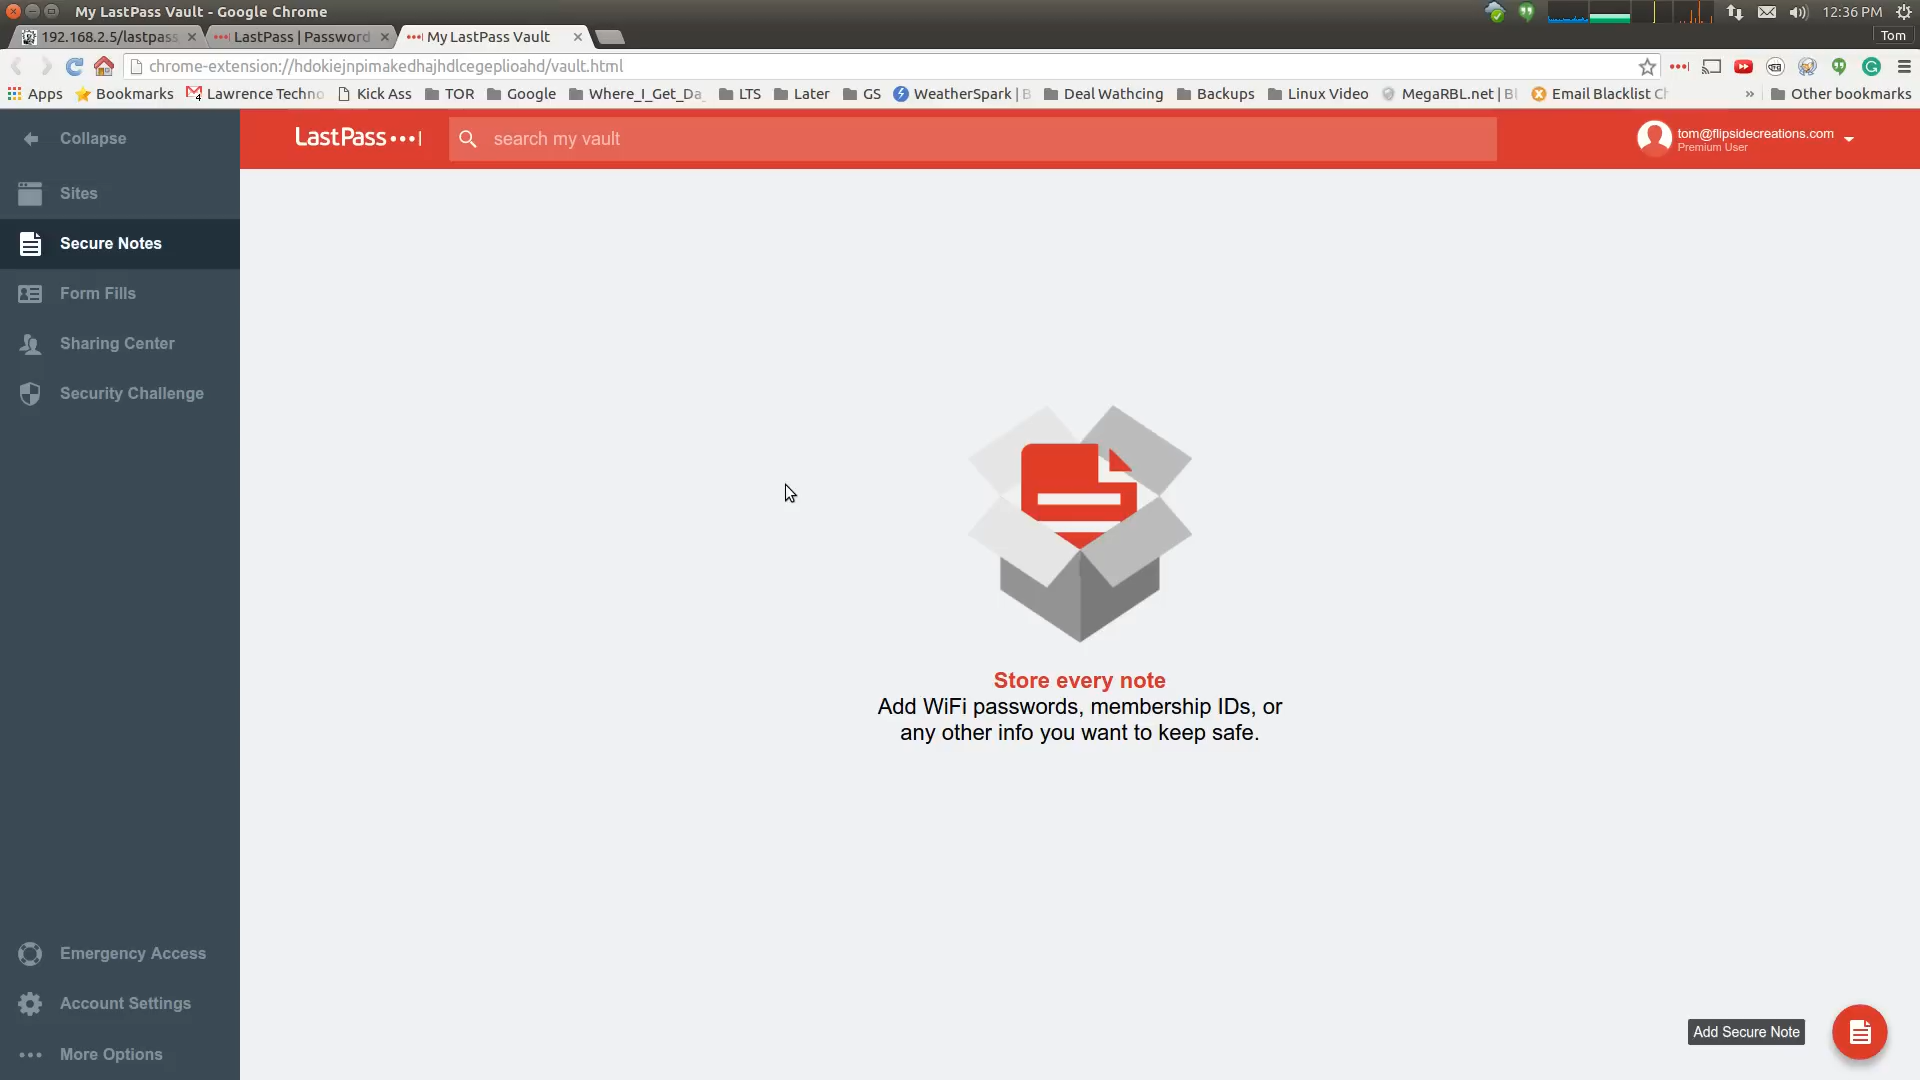 My LastPass Vault - Google Chrome
12:36 PM
192.168.2.5/lastpass
LastPass | Password
My LastPass Vault
Tom
chrome-extension://hdokiejnpimakedhajhdlcegeplioahd/vault.html
Apps
Bookmarks
Lawrence Techno
Kick Ass
TOR
Google
Where_I_Get_Da
LTS
Later
GS
WeatherSpark | B
Deal Wathcing
Backups
Linux Video
MegaRBL.net | Bl
Email Blacklist Ch
»
Other bookmarks
Collapse
LastPass
search my vault
tom@flipsidecreations.com
Premium User
Sites
Secure Notes
Form Fills
Sharing Center
Security Challenge
Store every note
Add WiFi passwords, membership IDs, or
any other info you want to keep safe.
Emergency Access
Account Settings
More Options
Add Secure Note